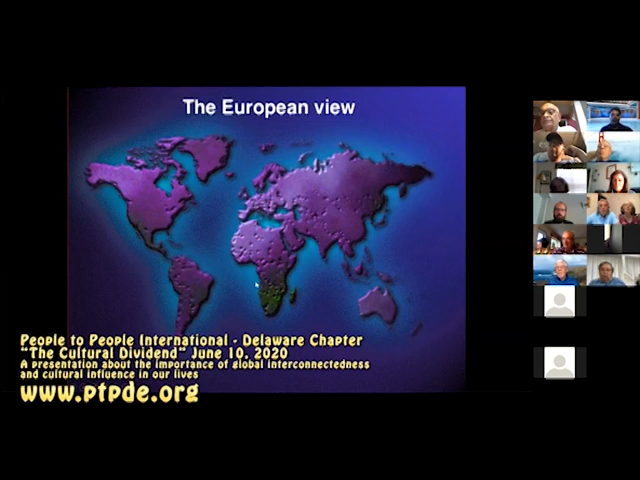 The European view
People to People International - Delaware Chapter
"The Cultural Dividend" June 10, 2020
A presentation about the importance of global interconnectedness
and cultural influence in our lives
www.ptpde.org